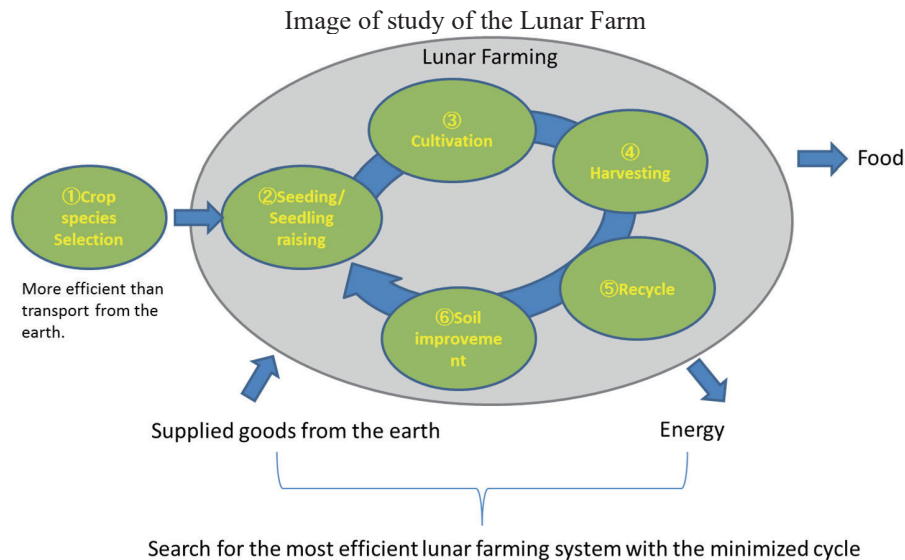 Image of study of the Lunar Farm
Lunar Farming
③
Cultivation
④
Harvesting
Food
①Crop
species
Selection
②Seeding/
Seedling
raising
More efficient than
transport from the
earth.
⑤Recycle
⑥Soil
improveme
nt
Supplied goods from the earth
Energy
Search for the most efficient lunar farming system with the minimized cycle